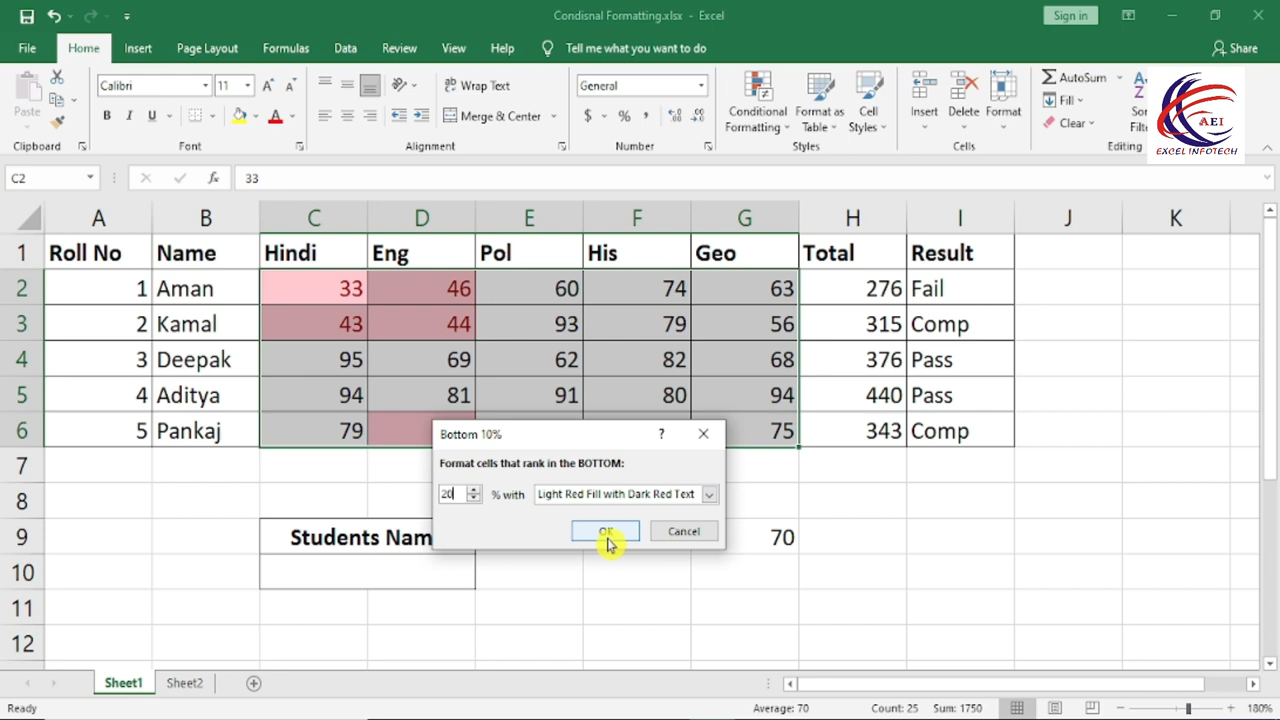 Condisnal Formatting.xlsx - Excel
Sign in
File Home Insert Page Layout Formulas Data Review View Help Tell me what you want to do Share
Paste
Calibri 11
B I U
Wrap Text
Merge & Center
General
$ % ,
Conditional Formatting
Format as Table
Cell Styles
Insert Delete Format
AutoSum
Fill
Clear
AEI
EXCEL INFOTECH
Clipboard Font Alignment Number Styles Cells Editing
C2 fx 33
A B C D E F G H I J K
1 Roll No Name Hindi Eng Pol His Geo Total Result
2 1 Aman 33 46 60 74 63 276 Fail
3 2 Kamal 43 44 93 79 56 315 Comp
4 3 Deepak 95 69 62 82 68 376 Pass
5 4 Aditya 94 81 91 80 94 440 Pass
6 5 Pankaj 79 75 343 Comp
Bottom 10% ?
Format cells that rank in the BOTTOM:
20 % with Light Red Fill with Dark Red Text
OK Cancel
7
8
9 Students Nam 70
10
11
12
Sheet1 Sheet2
Ready Average: 70 Count: 25 Sum: 1750 180%